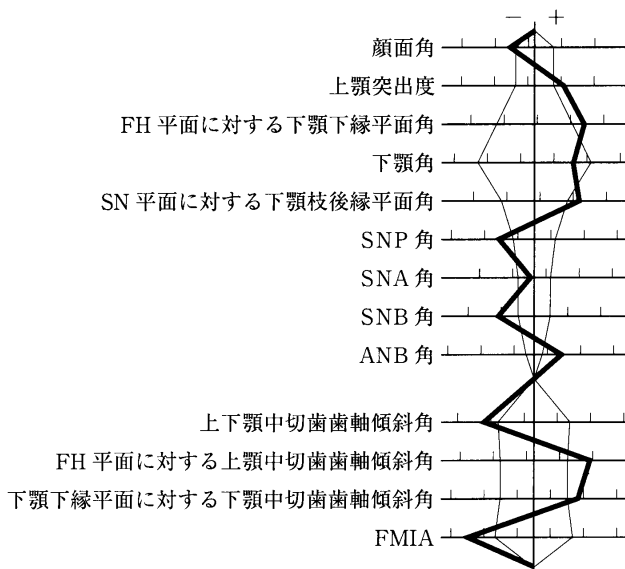 − ＋
顔面角
上顎突出度
FH 平面に対する下顎下縁平面角
下顎角
SN 平面に対する下顎枝後縁平面角
SNP 角
SNA 角
SNB 角
ANB 角
上下顎中切歯歯軸傾斜角
FH 平面に対する上顎中切歯歯軸傾斜角
下顎下縁平面に対する下顎中切歯歯軸傾斜角
FMIA